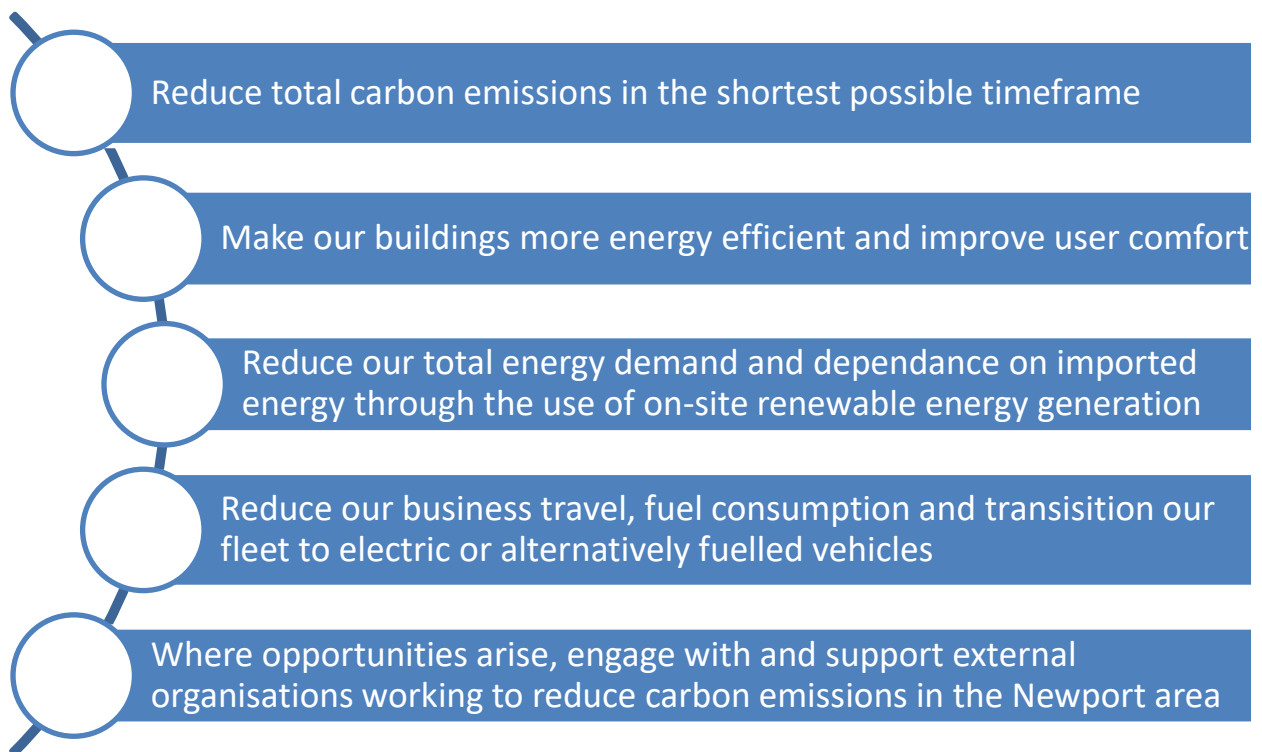 Reduce total carbon emissions in the shortest possible timeframe
Make our buildings more energy efficient and improve user comfort
Reduce our total energy demand and dependance on imported
energy through the use of on-site renewable energy generation
Reduce our business travel, fuel consumption and transisition our
fleet to electric or alternatively fuelled vehicles
Where opportunities arise, engage with and support external
organisations working to reduce carbon emissions in the Newport area